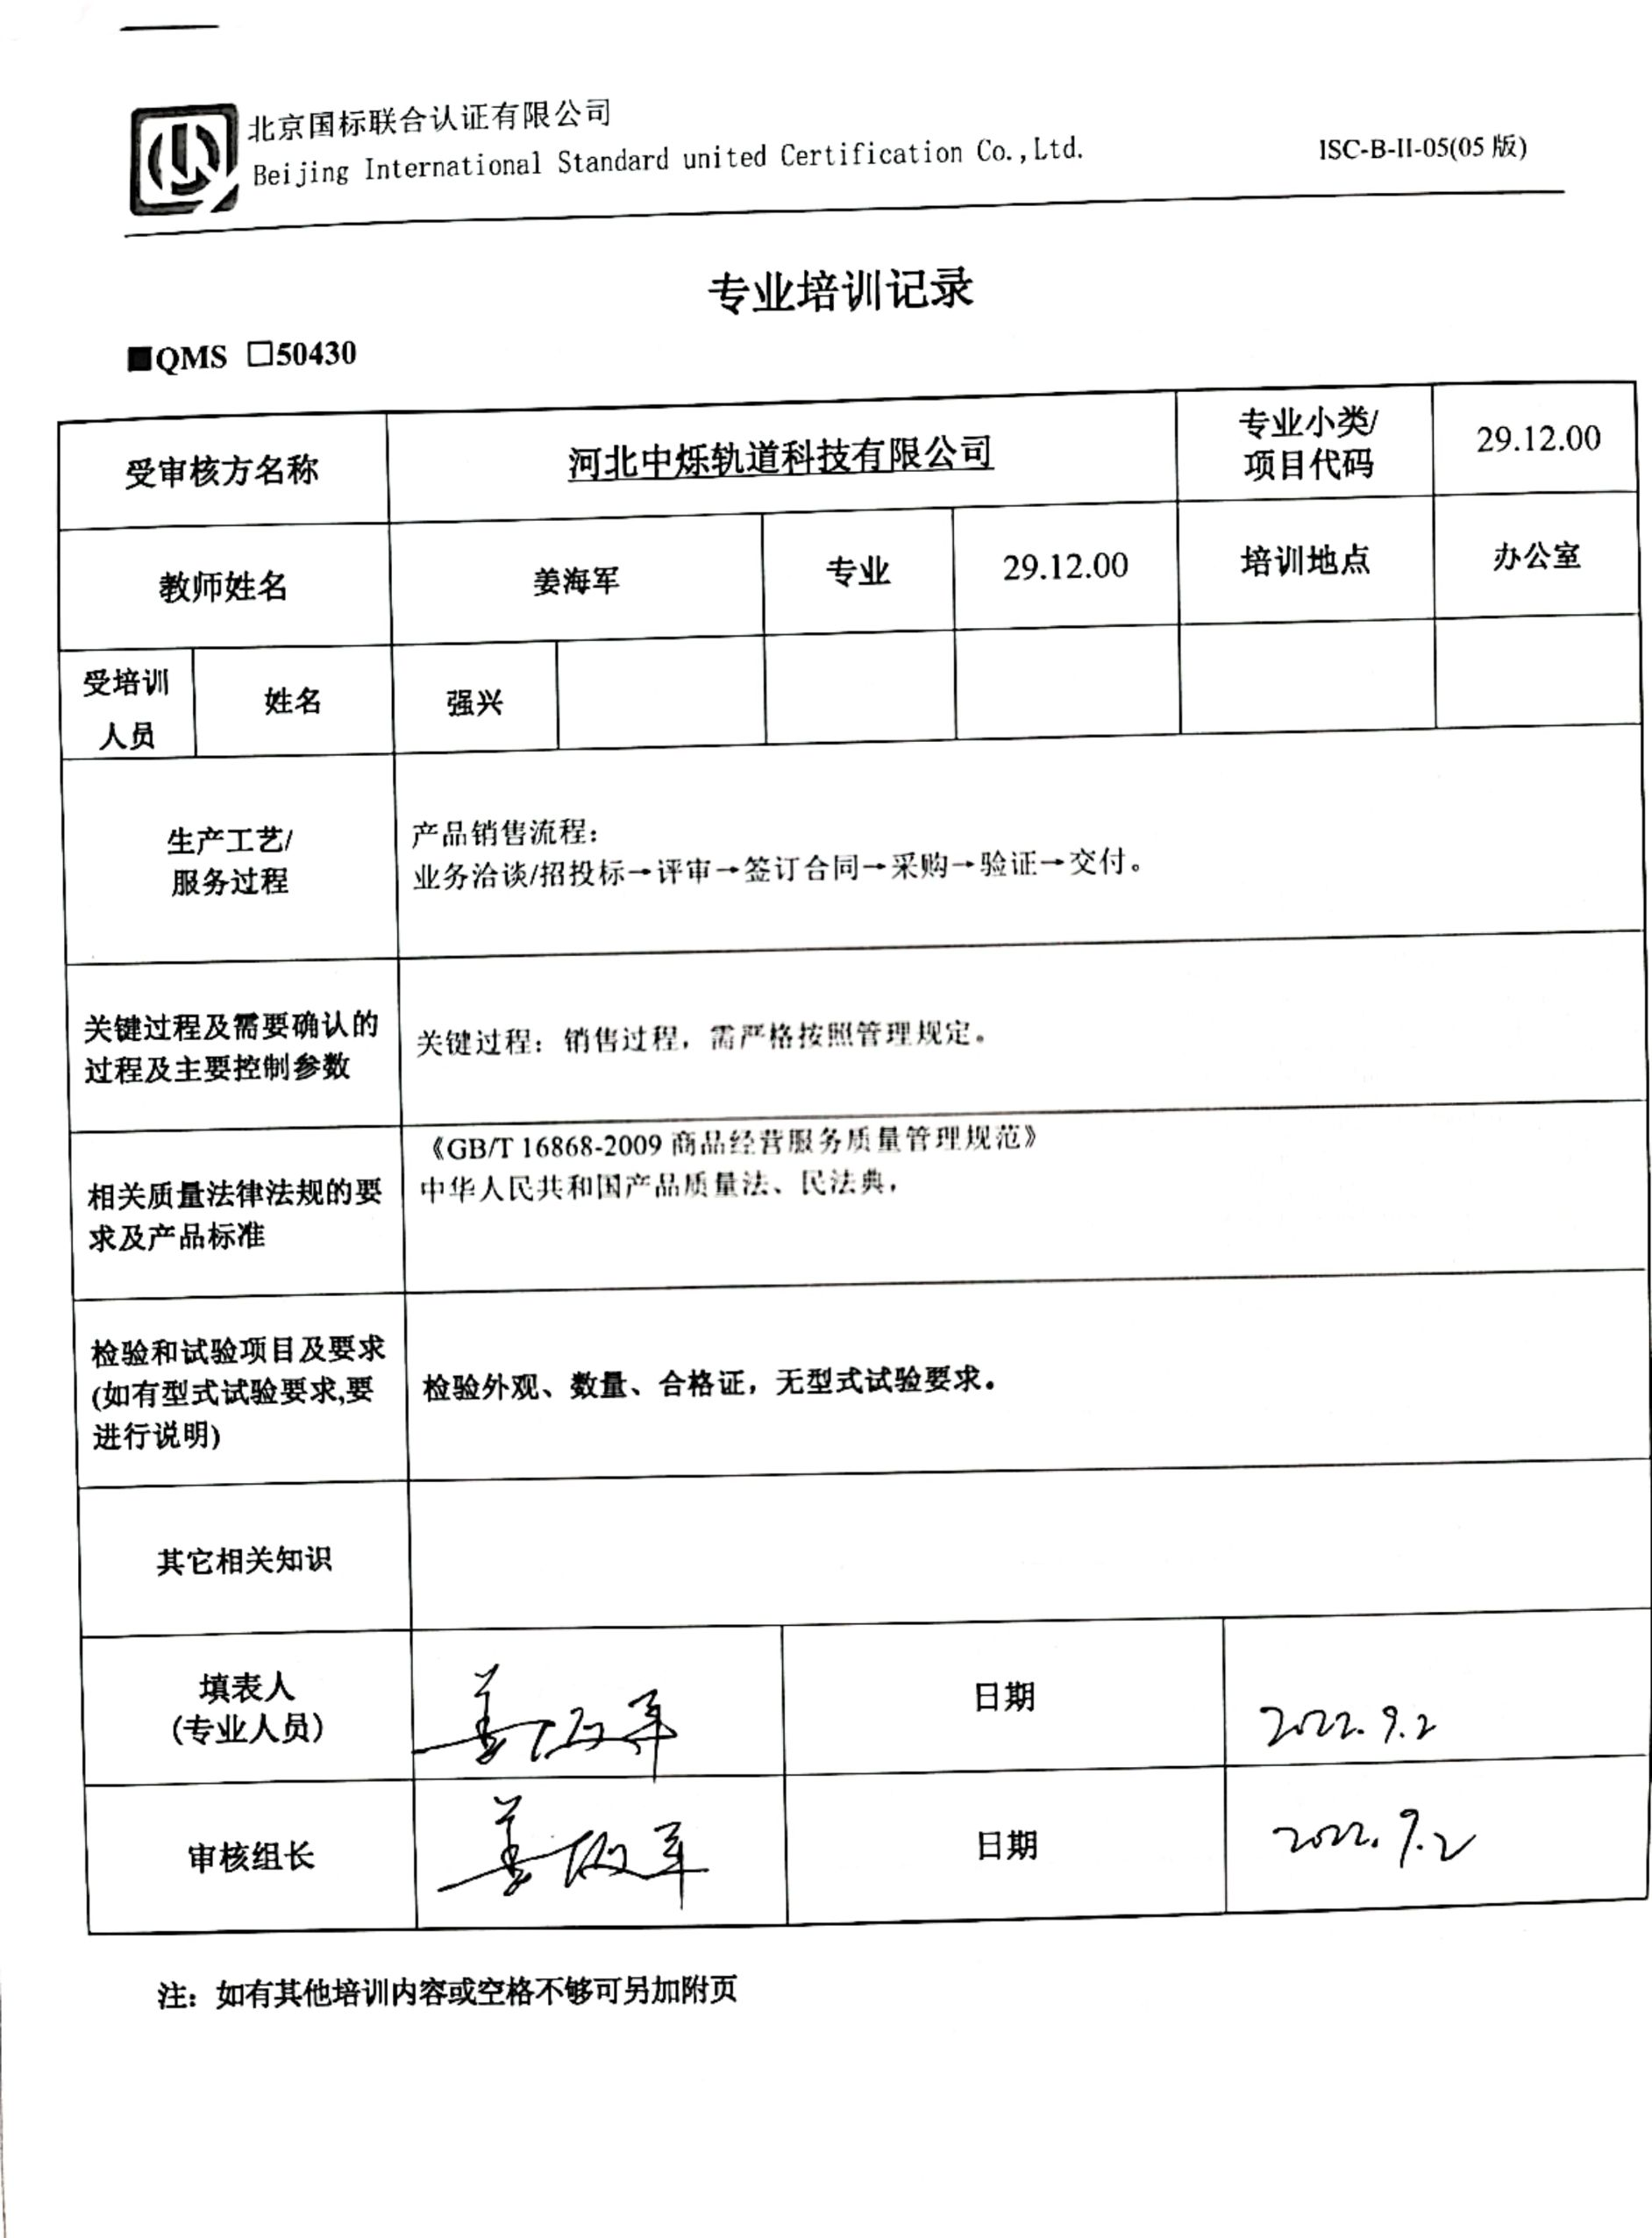 北京国标联合认证有限公司
Beijing International Standard united Certification Co.,Ltd.
ISC-B-II-05(05 版)
专业培训记录
■QMS □50430
受审核方名称
河北中烁轨道科技有限公司
专业小类/
项目代码
29.12.00
教师姓名
姜海军
专业
29.12.00
培训地点
办公室
受培训
人员
姓名
强兴
生产工艺/
服务过程
产品销售流程：
业务洽谈/招投标→评审→签订合同→采购→验证→交付。
关键过程及需要确认的
过程及主要控制参数
关键过程：销售过程，需严格按照管理规定。
相关质量法律法规的要
求及产品标准
《GB/T 16868-2009 商品经营服务质量管理规范》
中华人民共和国产品质量法、民法典，
检验和试验项目及要求
(如有型式试验要求,要
进行说明)
检验外观、数量、合格证，无型式试验要求。
其它相关知识
填表人
(专业人员)
姜海军
日期
2022.9.2
审核组长
姜海军
日期
2022.9.2
注：如有其他培训内容或空格不够可另加附页